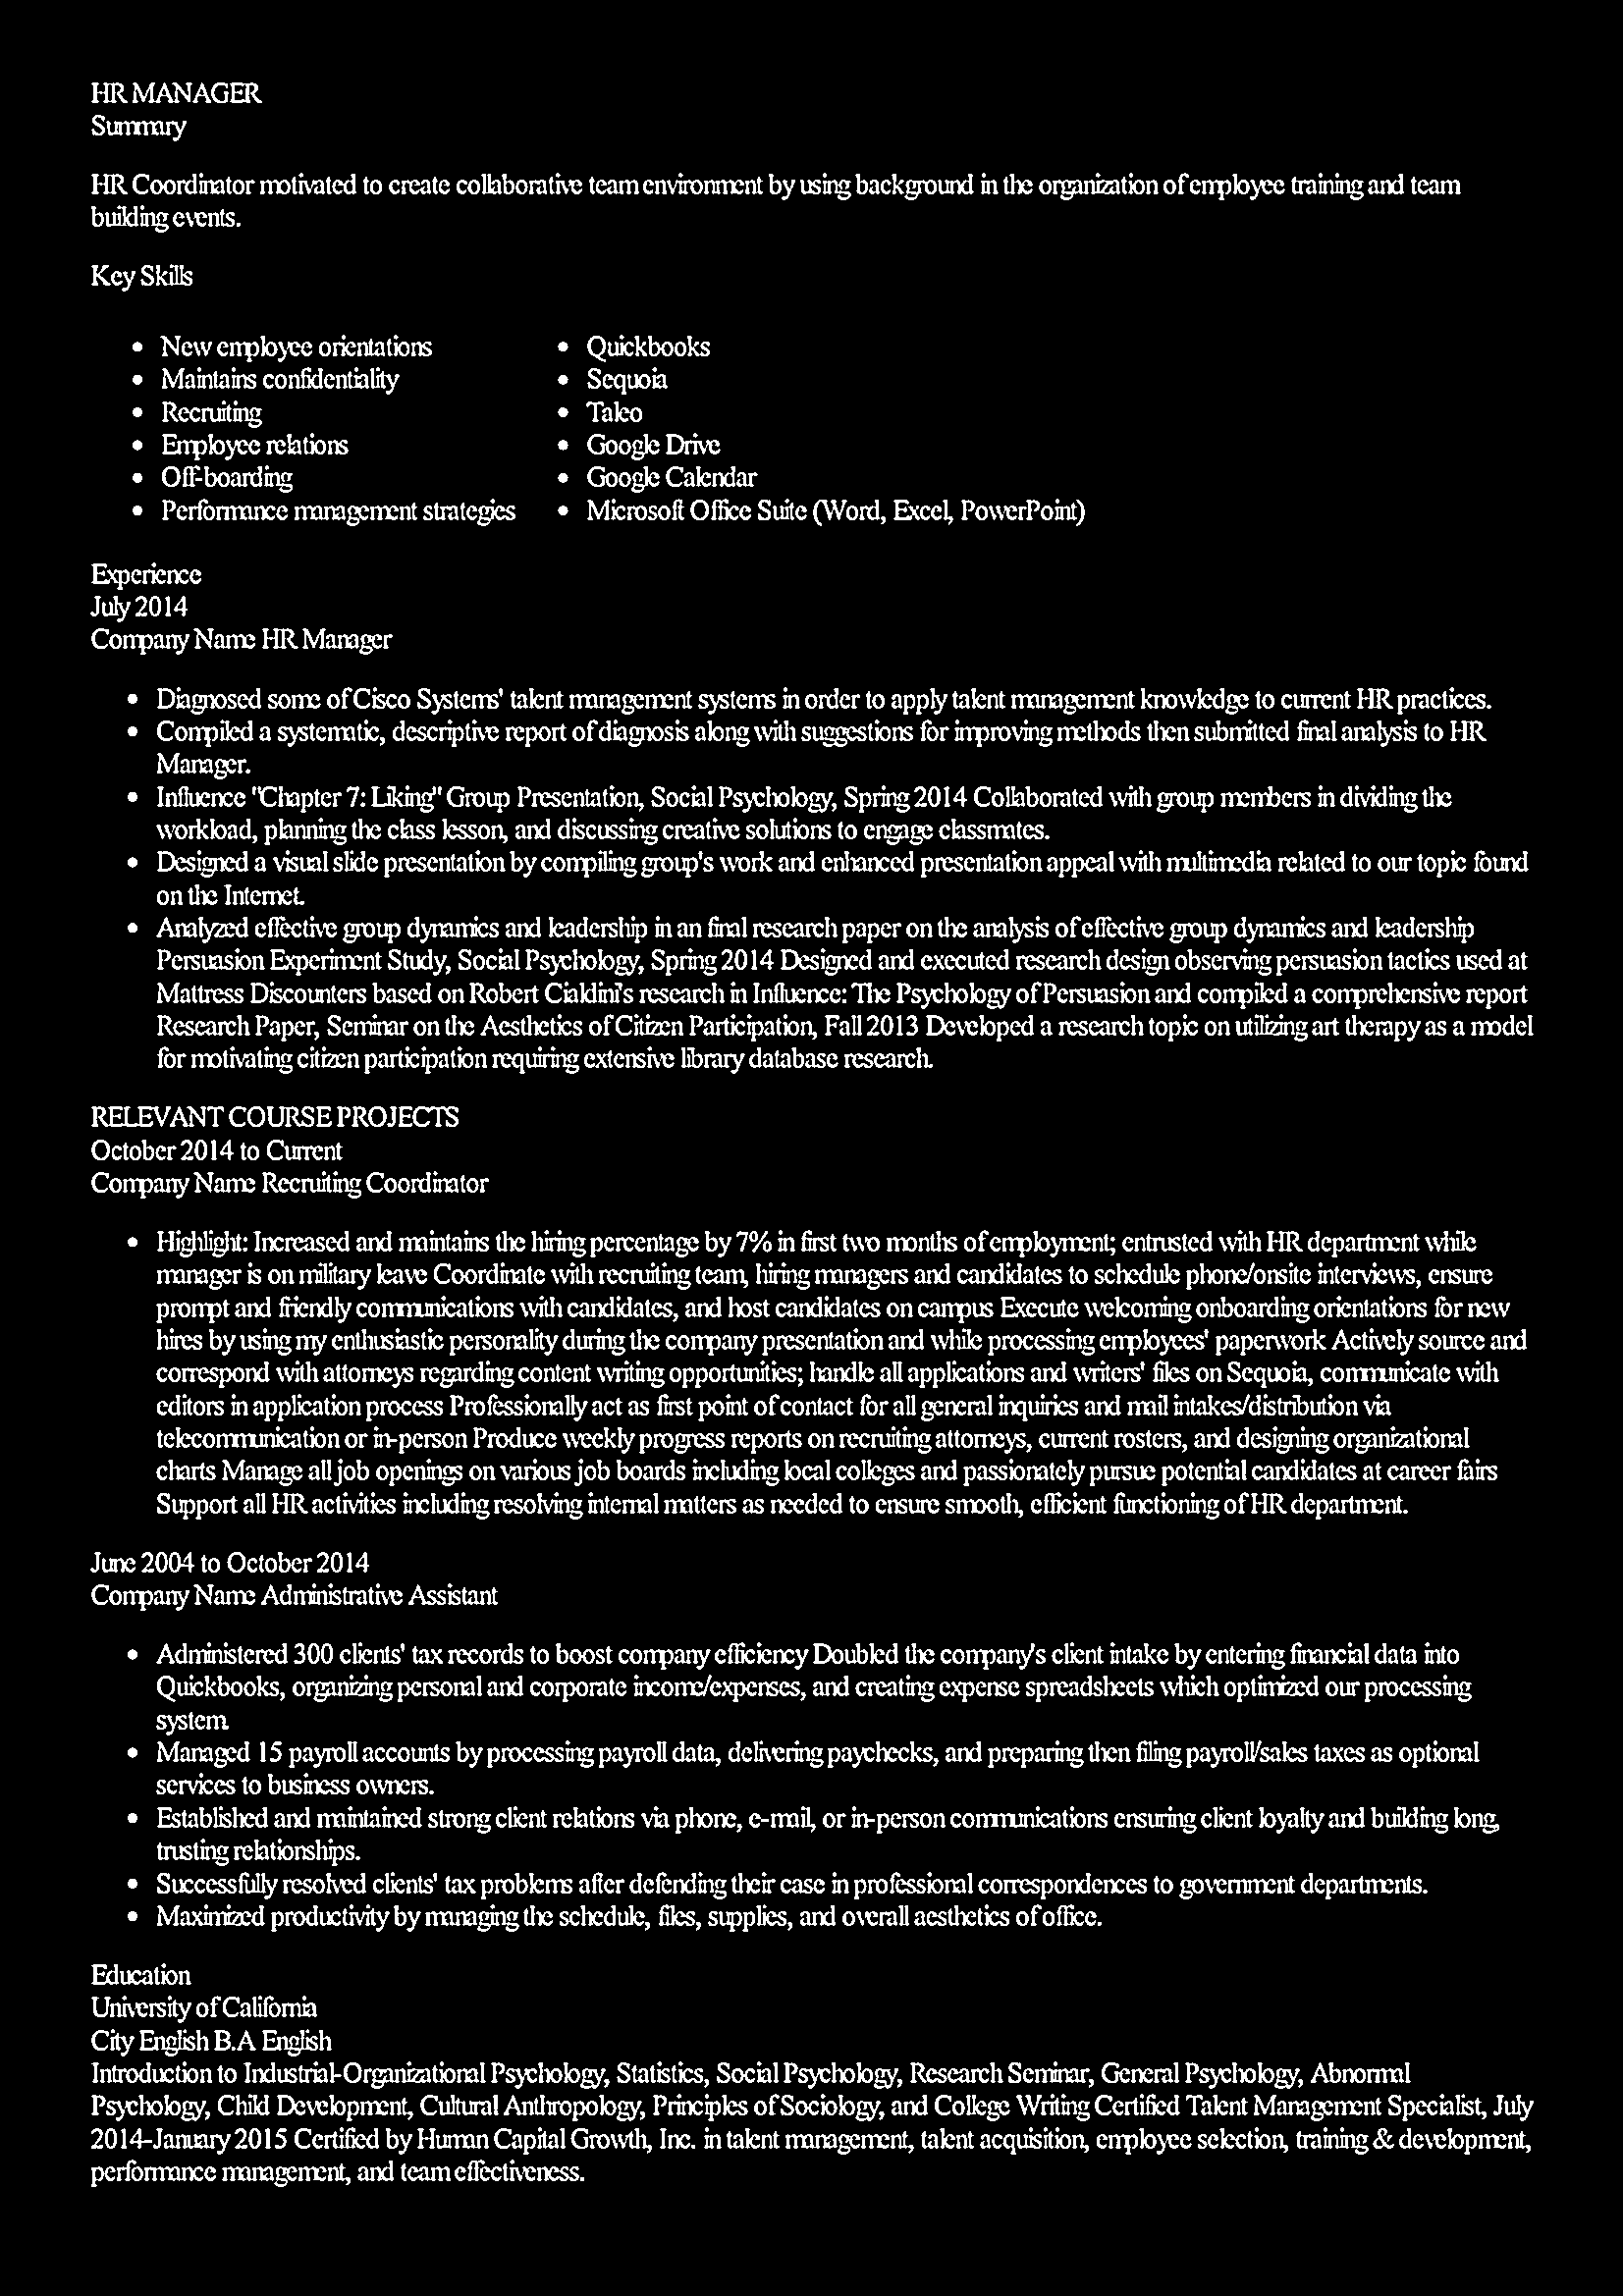 HR MANAGER
Summary
HR Coordinator motivated to create collaborative team environment by using background in the organization of employee training and team
building events.
Key Skills
• New employee orientations
• Maintains confidentiality
• Recruiting
• Employee relations
• Off-boarding
• Performance management strategies
• Quickbooks
• Sequoia
• Taleo
• Google Drive
• Google Calendar
• Microsoft Office Suite (Word, Excel, PowerPoint)
Experience
July 2014
Company Name HR Manager
• Diagnosed some of Cisco Systems' talent management systems in order to apply talent management knowledge to current HR practices.
• Compiled a systematic, descriptive report of diagnosis along with suggestions for improving methods then submitted final analysis to HR
Manager.
• Influence "Chapter 7: Liking" Group Presentation, Social Psychology, Spring 2014 Collaborated with group members in dividing the
workload, planning the class lesson, and discussing creative solutions to engage classmates.
• Designed a visual slide presentation by compiling group's work and enhanced presentation appeal with multimedia related to our topic found
on the Internet.
• Analyzed effective group dynamics and leadership in an final research paper on the analysis of effective group dynamics and leadership
Persuasion Experiment Study, Social Psychology, Spring 2014 Designed and executed research design observing persuasion tactics used at
Mattress Discounters based on Robert Cialdini's research in Influence: The Psychology of Persuasion and compiled a comprehensive report
Research Paper, Seminar on the Aesthetics of Citizen Participation, Fall 2013 Developed a research topic on utilizing art therapy as a model
for motivating citizen participation requiring extensive library database research.
RELEVANT COURSE PROJECTS
October 2014 to Current
Company Name Recruiting Coordinator
• Highlight: Increased and maintains the hiring percentage by 7% in first two months of employment; entrusted with HR department while
manager is on military leave Coordinate with recruiting team, hiring managers and candidates to schedule phone/onsite interviews, ensure
prompt and friendly communications with candidates, and host candidates on campus Execute welcoming onboarding orientations for new
hires by using my enthusiastic personality during the company presentation and while processing employees' paperwork Actively source and
correspond with attorneys regarding content writing opportunities; handle all applications and writers' files on Sequoia, communicate with
editors in application process Professionally act as first point of contact for all general inquiries and mail intakes/distribution via
telecommunication or in-person Produce weekly progress reports on recruiting attorneys, current rosters, and designing organizational
charts Manage all job openings on various job boards including local colleges and passionately pursue potential candidates at career fairs
Support all HR activities including resolving internal matters as needed to ensure smooth, efficient functioning of HR department.
June 2004 to October 2014
Company Name Administrative Assistant
• Administered 300 clients' tax records to boost company efficiency Doubled the company's client intake by entering financial data into
Quickbooks, organizing personal and corporate income/expenses, and creating expense spreadsheets which optimized our processing
system.
• Managed 15 payroll accounts by processing payroll data, delivering paychecks, and preparing then filing payroll/sales taxes as optional
services to business owners.
• Established and maintained strong client relations via phone, e-mail, or in-person communications ensuring client loyalty and building long,
trusting relationships.
• Successfully resolved clients' tax problems after defending their case in professional correspondences to government departments.
• Maximized productivity by managing the schedule, files, supplies, and overall aesthetics of office.
Education
University of California
City English B.A English
Introduction to Industrial-Organizational Psychology, Statistics, Social Psychology, Research Seminar, General Psychology, Abnormal
Psychology, Child Development, Cultural Anthropology, Principles of Sociology, and College Writing Certified Talent Management Specialist, July
2014-January 2015 Certified by Human Capital Growth, Inc. in talent management, talent acquisition, employee selection, training & development,
performance management, and team effectiveness.